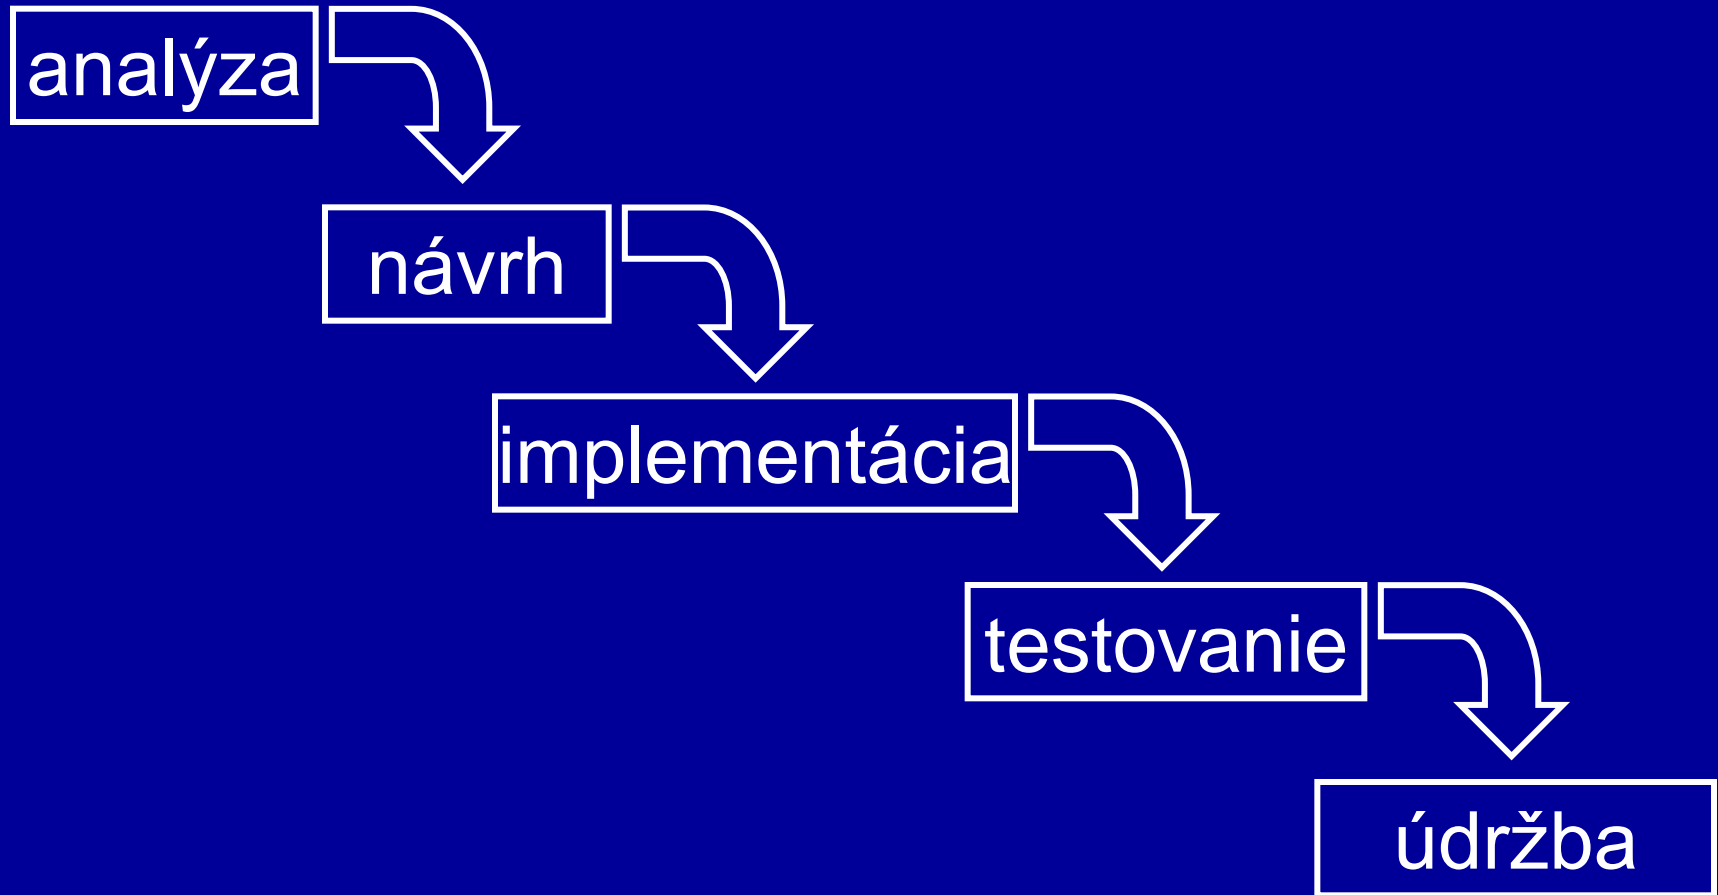 analýza
návrh
implementácia
testovanie
údržba